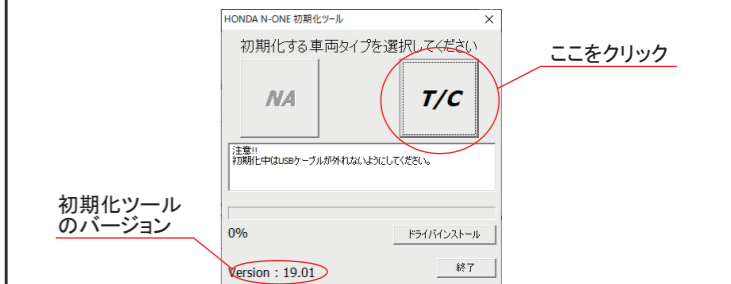 HONDA N-ONE 初期化ツール
初期化する車両タイプを選択してください
ここをクリック
NA
T/C
注意!!
初期化中はUSBケーブルが外れないようにしてください。
初期化ツール
のバージョン
0%
ドライバインストール
Version : 19.01
終了